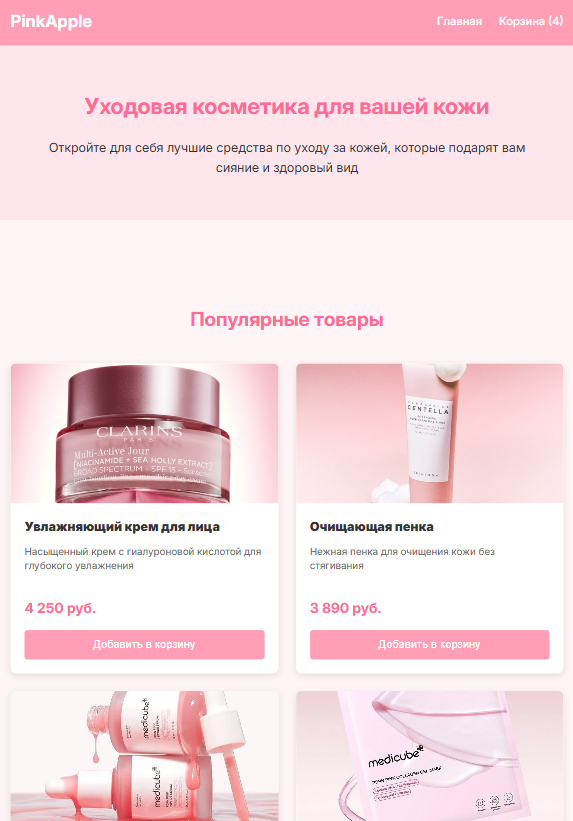 PinkApple
Главная Корзина (4)
Уходовая косметика для вашей кожи
Откройте для себя лучшие средства по уходу за кожей, которые подарят вам
сияние и здоровый вид
Популярные товары
CLARINS
PARIS
Multi-Active Jour
NIACINAMIDE + SEA HOLLY EXTRACT
BROAD SPECTRUM - SPF 15 -
CENTELLA
Увлажняющий крем для лица
Насыщенный крем с гиалуроновой кислотой для
глубокого увлажнения
4 250 руб.
Добавить в корзину
Очищающая пенка
Нежная пенка для очищения кожи без
стягивания
3 890 руб.
Добавить в корзину
medicube
medicube
medicube